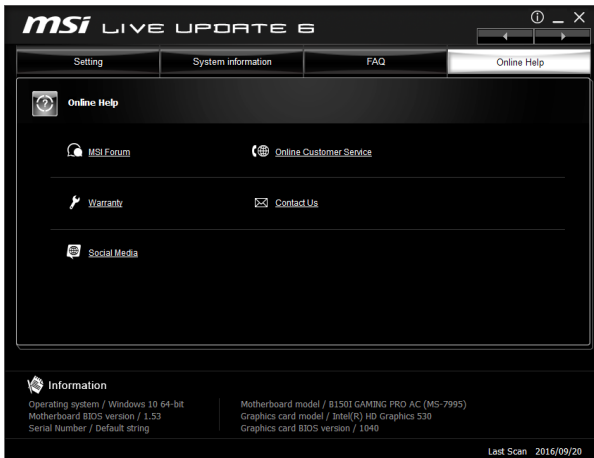 msi LIVE UPDATE 6
Setting System information FAQ Online Help
Online Help
MSI Forum Online Customer Service
Warranty Contact Us
Social Media
Information
Operating system / Windows 10 64-bit Motherboard model / B150I GAMING PRO AC (MS-7995)
Motherboard BIOS version / 1.53 Graphics card model / Intel(R) HD Graphics 530
Serial Number / Default string Graphics card BIOS version / 1040
Last Scan 2016/09/20